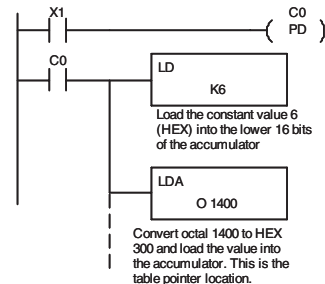 X1
C0
PD
C0
LD
K6
Load the constant value 6
(HEX) into the lower 16 bits
of the accumulator
LDA
O 1400
Convert octal 1400 to HEX
300 and load the value into
the accumulator. This is the
table pointer location.